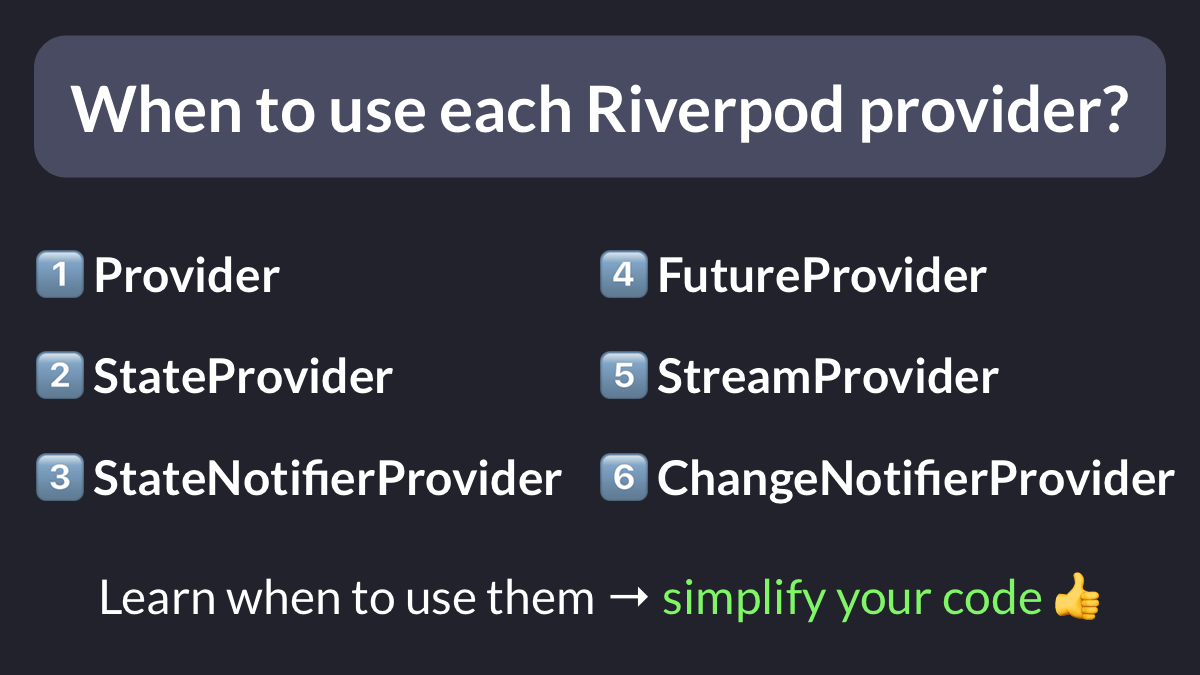 When to use each Riverpod provider?
1 Provider
2 StateProvider
3 StateNotifierProvider
4 FutureProvider
5 StreamProvider
6 ChangeNotifierProvider
Learn when to use them → simplify your code 👍